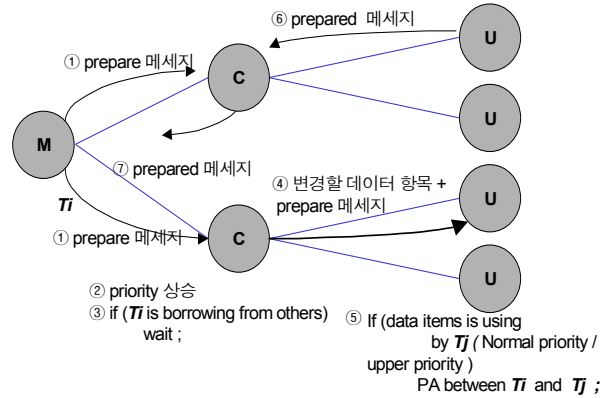 ⑥ prepared 메세지
U
① prepare 메세지
C
U
M
⑦ prepared 메세지
④ 변경할 데이터 항목 +
prepare 메세지
U
Ti
① prepare 메세지
C
② priority 상승
③ if (Ti is borrowing from others)
wait ;
U
⑤ If (data items is using
by Tj ( Normal priority /
upper priority )
PA between Ti and Tj ;